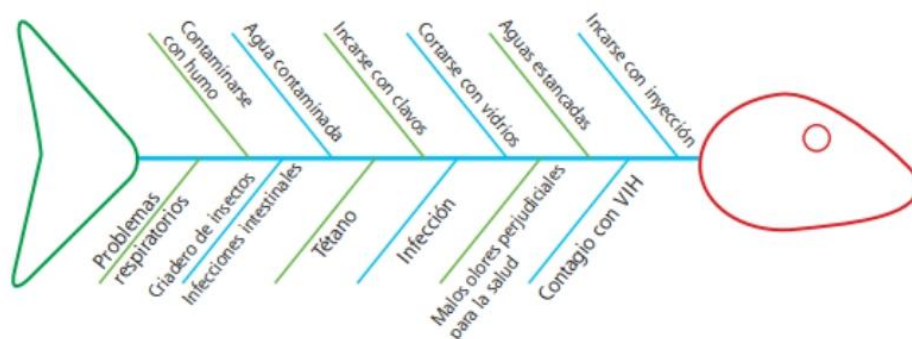 Contaminarse
con humo
Agua contaminada
Incarse con clavos
Cortarse con vidrios
Aguas estancadas
Incarse con inyección
Problemas
respiratorios
Criadero de insectos
Infecciones intestinales
Tétano
Infección
Malos olores perjudiciales
para la salud
Contagio con VIH